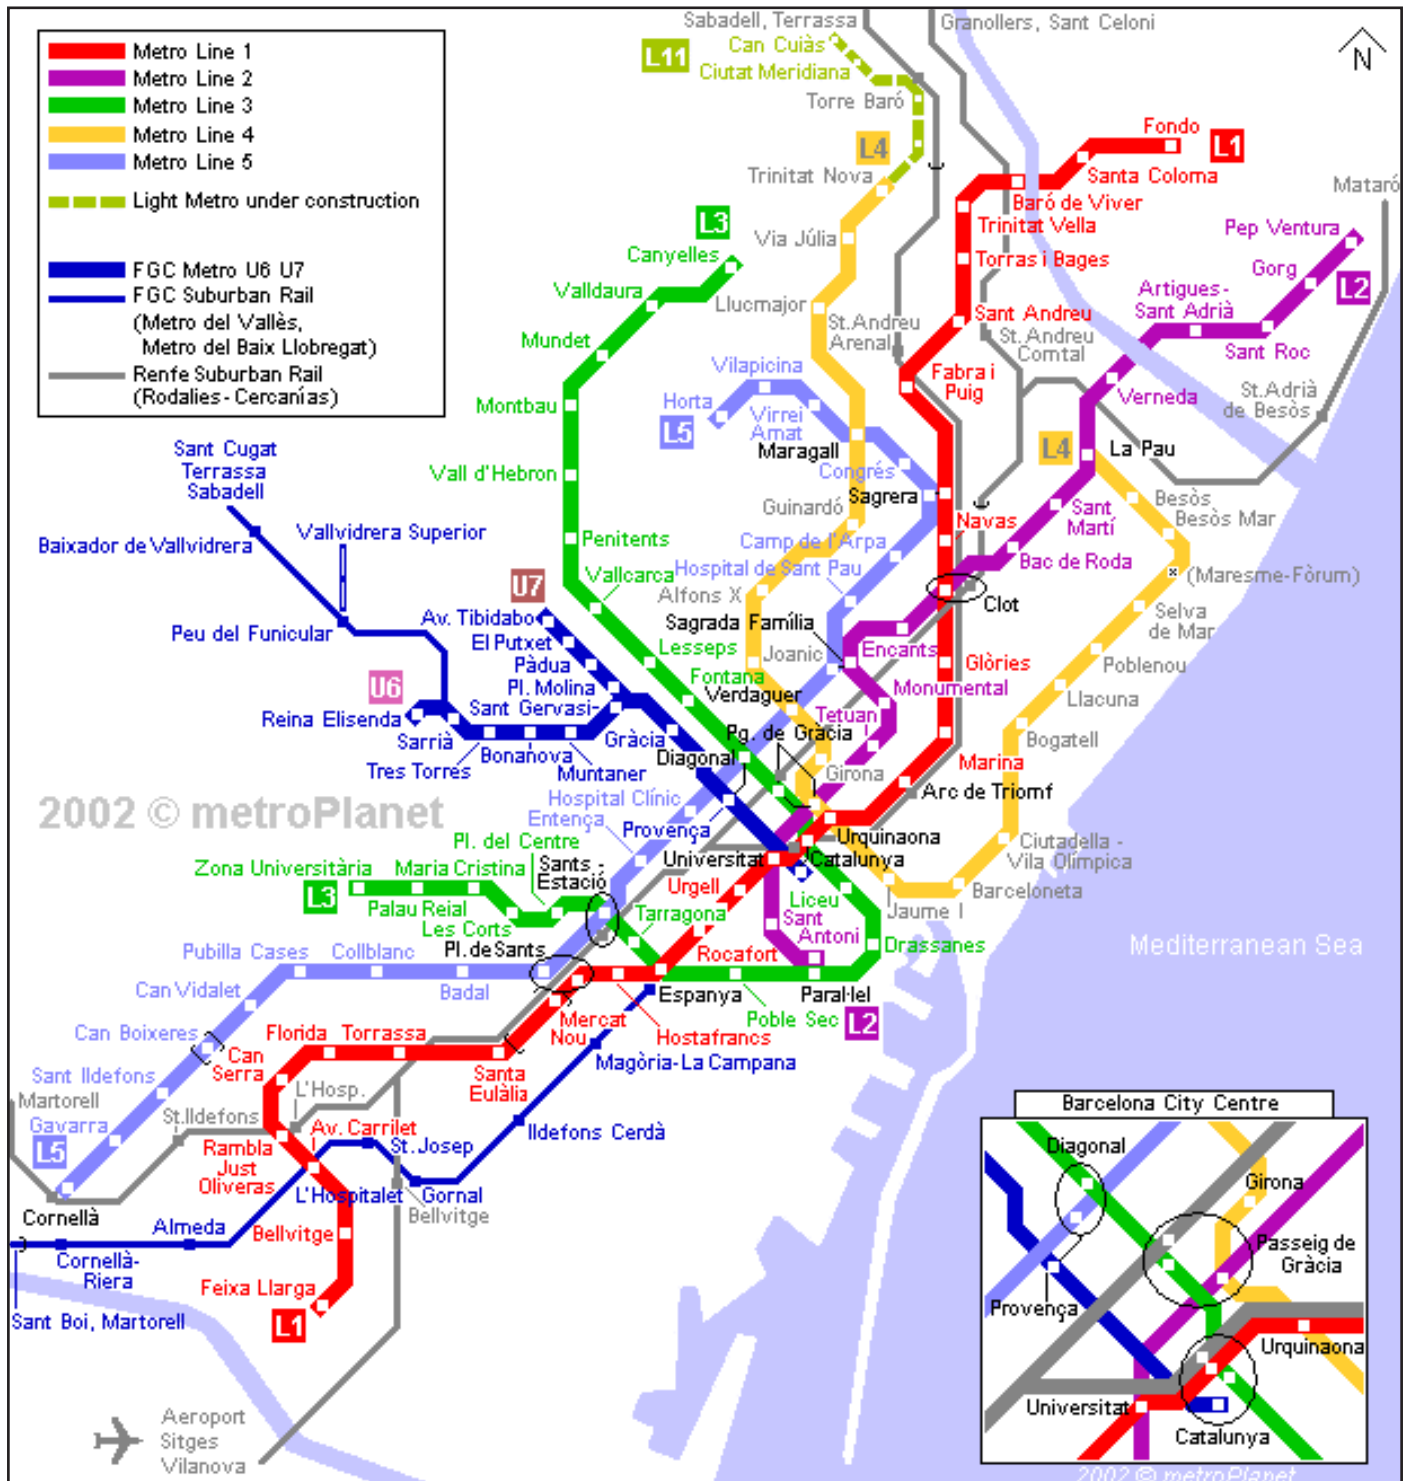 Metro Line 1
Metro Line 2
Metro Line 3
Metro Line 4
Metro Line 5
Light Metro under construction
FGC Metro U6 U7
FGC Suburban Rail
(Metro del Vallès,
Metro del Baix Llobregat)
Renfe Suburban Rail
(Rodalies-Cercanías)
Sabadell, Terrassa
Granollers, Sant Celoni
N
L11
Can Cuiàs
Ciutat Meridiana
Torre Baró
L4
Trinitat Nova
Via Júlia
Llucmajor
St.Andreu
Arenal
Fondo
L1
Santa Coloma
Baró de Viver
Trinitat Vella
Torras i Bages
Sant Andreu
St. Andreu
Comtal
Fabra i
Puig
Mataró
Pep Ventura
Gorg
L2
Artigues-
Sant Adrià
Sant Roc
Verneda
St.Adrià
de Besòs
L3
Canyelles
Valldaura
Mundet
Montbau
Vall d'Hebron
Penitents
Vallcarca
Lesseps
Fontana
Vilapicina
Horta
L5
Virrei
Amat
Maragall
Congrés
Sagrera
Guinardó
Camp de l'Arpa
Hospital de Sant Pau
Alfons X
Sagrada Família
Joanic
Verdaguer
Navas
L4
La Pau
Sant
Martí
Bac de Roda
Clot
Besòs
Besòs Mar
(Maresme-Fòrum)
Selva
de Mar
Poblenou
Llacuna
Bogatell
Encants
Glòries
Monumental
Tetuan
Pg. de Gràcia
Girona
Marina
Arc de Triomf
Sant Cugat
Terrassa
Sabadell
Baixador de Vallvidrera
Vallvidrera Superior
Peu del Funicular
U7
Av. Tibidabo
El Putxet
Pàdua
Pl. Molina
Sant Gervasi
U6
Reina Elisenda
Sarrià
Tres Torres
Bonanova
Muntaner
Gràcia
Diagonal
Hospital Clínic
Entença
Provença
2002 © metroPlanet
Pl. del Centre
Zona Universitària
Maria Cristina
Sants -
Estació
L3
Palau Reial
Les Corts
Universitat
Urquinaona
Catalunya
Urgell
Liceu
Tarragona
Sant
Antoni
Rocafort
Drassanes
Jaume I
Barceloneta
Ciutadella -
Vila Olímpica
Mediterranean Sea
Pubilla Cases
Collblanc
Pl.de Sants
Badal
Can Vidalet
Can Boixeres
Sant Ildefons
Martorell
Gavarra
L5
Cornellà
Espanya
Paral·lel
Poble Sec
L2
Mercat
Nou
Hostafrancs
Magòria-La Campana
Florida
Torrassa
Can
Serra
Santa
Eulàlia
L'Hosp.
St.Ildefons
Av. Carrilet
Rambla
Just
Oliveras
St. Josep
Ildefons Cerdà
L'Hospitalet
Gornal
Bellvitge
Almeda
Cornellà-
Riera
Bellvitge
Feixa Llarga
L1
Sant Boi, Martorell
Aeroport
Sitges
Vilanova
Barcelona City Centre
Diagonal
Girona
Passeig de
Gràcia
Provença
Urquinaona
Universitat
Catalunya
2002 © metroPlanet